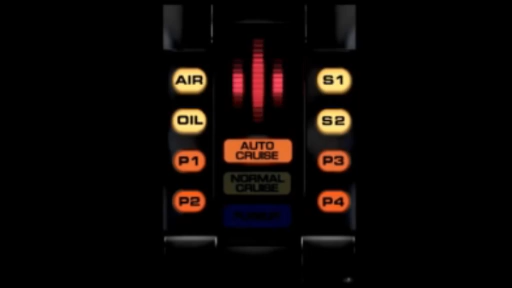 AIR
S1
OIL
S2
P1
AUTO
CRUISE
P3
NORMAL
CRUISE
P2
P4